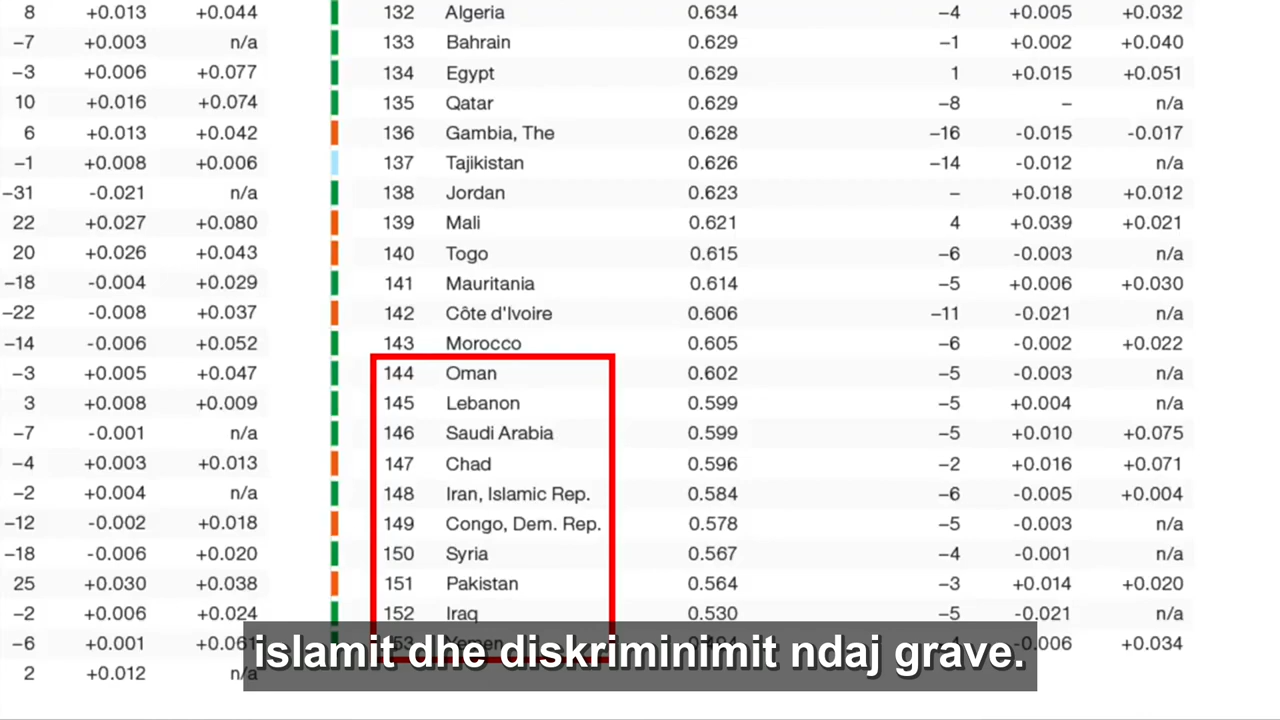 8 +0.013 +0.044 132 Algeria 0.634 −4 +0.005 +0.032
−7 +0.003 n/a 133 Bahrain 0.629 −1 +0.002 +0.040
−3 +0.006 +0.077 134 Egypt 0.629 1 +0.015 +0.051
10 +0.016 +0.074 135 Qatar 0.629 −8 – n/a
6 +0.013 +0.042 136 Gambia, The 0.628 −16 -0.015 -0.017
−1 +0.008 +0.006 137 Tajikistan 0.626 −14 -0.012 n/a
−31 -0.021 n/a 138 Jordan 0.623 – +0.018 +0.012
22 +0.027 +0.080 139 Mali 0.621 4 +0.039 +0.021
20 +0.026 +0.043 140 Togo 0.615 −6 -0.003 n/a
−18 -0.004 +0.029 141 Mauritania 0.614 −5 +0.006 +0.030
−22 -0.008 +0.037 142 Côte d'Ivoire 0.606 −11 -0.021 n/a
−14 -0.006 +0.052 143 Morocco 0.605 −6 -0.002 +0.022
−3 +0.005 +0.047 144 Oman 0.602 −5 -0.003 n/a
3 +0.008 +0.009 145 Lebanon 0.599 −5 +0.004 n/a
−7 -0.001 n/a 146 Saudi Arabia 0.599 −5 +0.010 +0.075
−4 +0.003 +0.013 147 Chad 0.596 −2 +0.016 +0.071
−2 +0.004 n/a 148 Iran, Islamic Rep. 0.584 −6 -0.005 +0.004
−12 -0.002 +0.018 149 Congo, Dem. Rep. 0.578 −5 -0.003 n/a
−18 -0.006 +0.020 150 Syria 0.567 −4 -0.001 n/a
25 +0.030 +0.038 151 Pakistan 0.564 −3 +0.014 +0.020
−2 +0.006 +0.024 152 Iraq 0.530 −5 -0.021 n/a
−6 +0.001 Yemen +0.034
2 +0.012 n/a
islamit dhe diskriminimit ndaj grave.